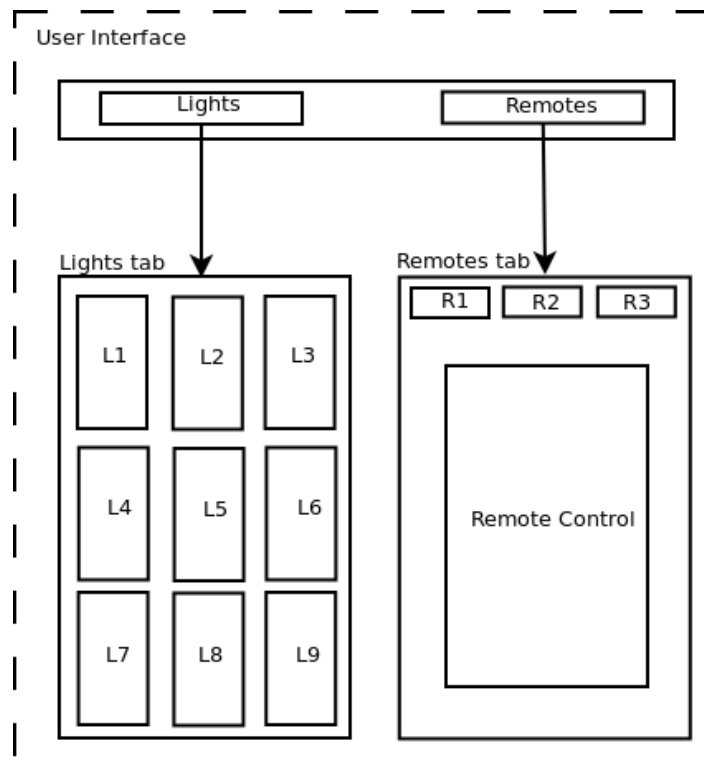 User Interface
Lights
Remotes
Lights tab
L1 L2 L3
L4 L5 L6
L7 L8 L9
Remotes tab
R1 R2 R3
Remote Control